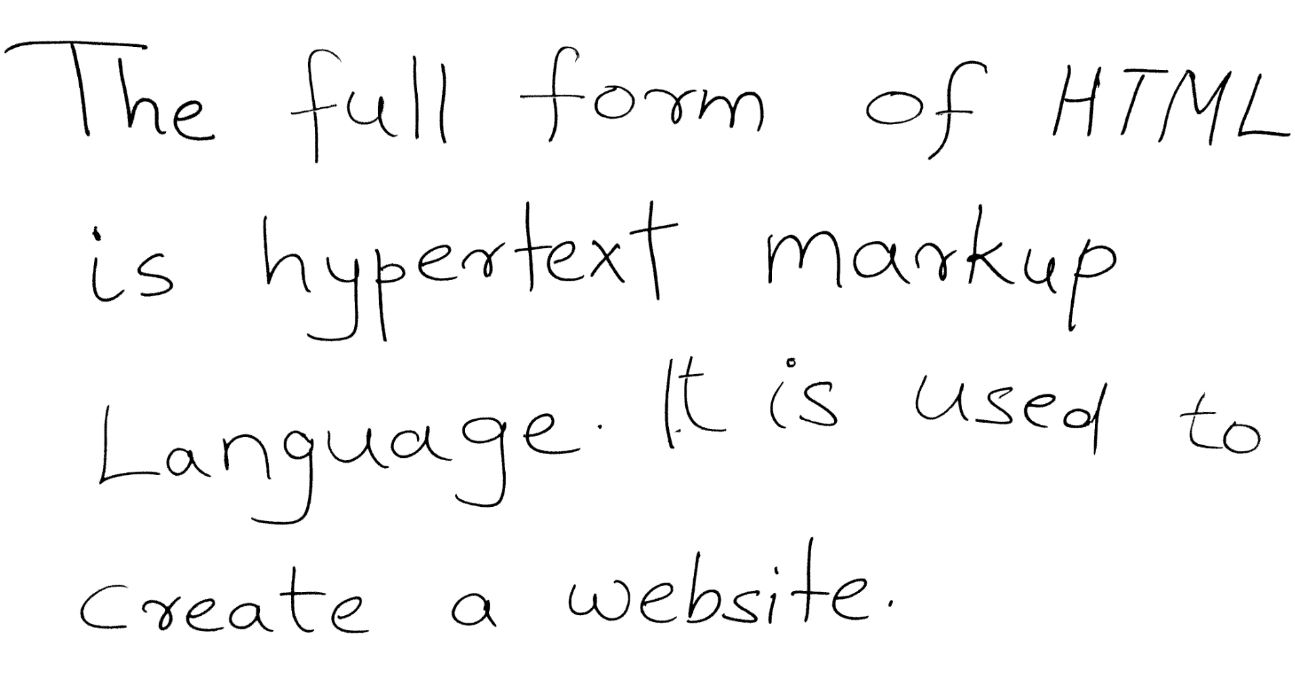 The full form of HTML
is hypertext markup
Language. It is used to
create a website.